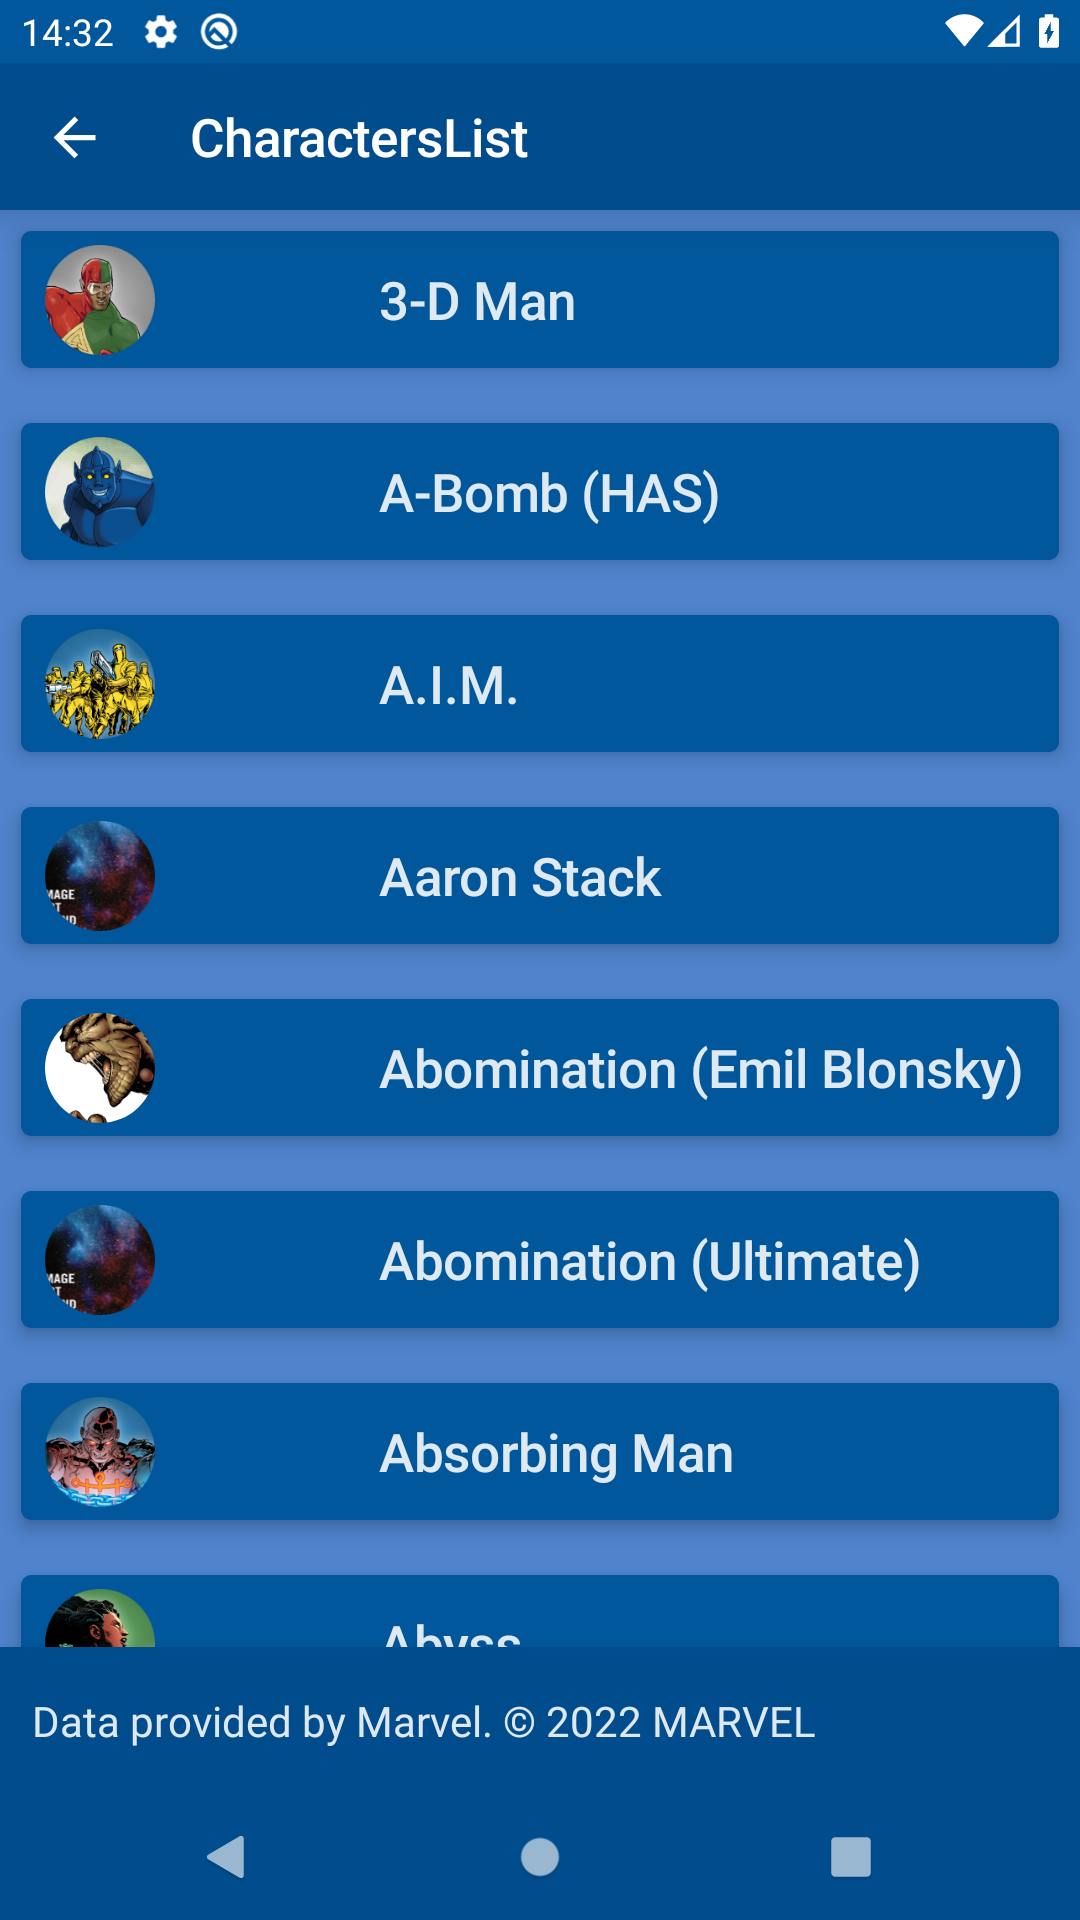 14:32
CharactersList
3-D Man
A-Bomb (HAS)
A.I.M.
Aaron Stack
Abomination (Emil Blonsky)
Abomination (Ultimate)
Absorbing Man
Abyss
Data provided by Marvel. © 2022 MARVEL